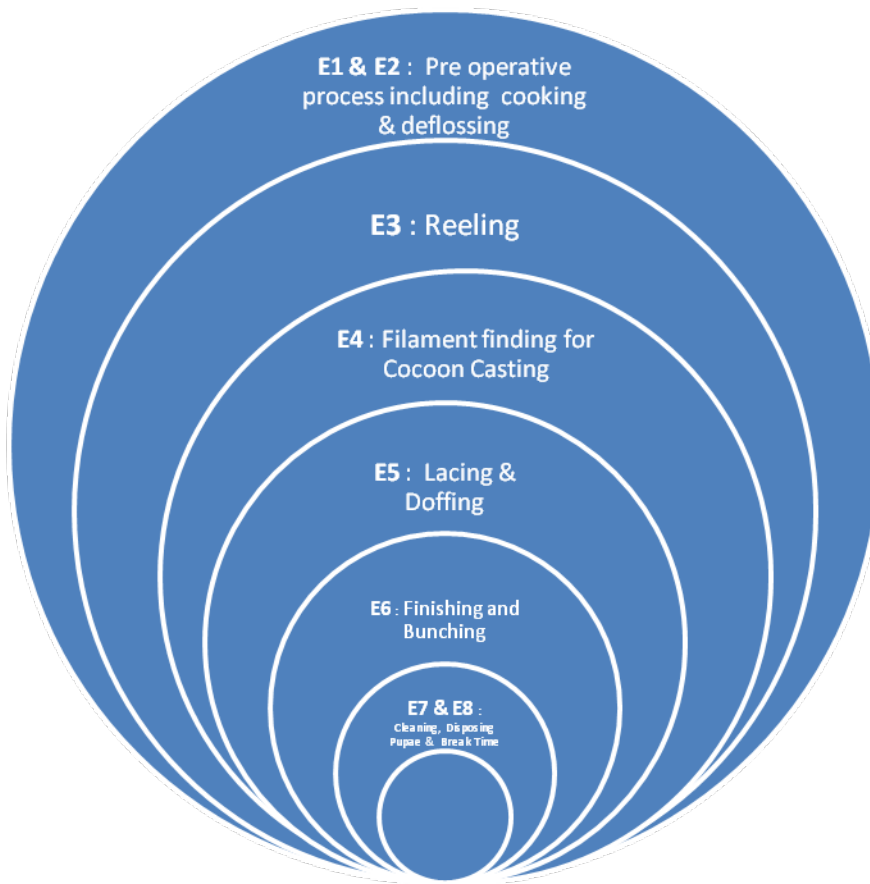 E1 & E2 : Pre operative
process including cooking
& deflossing
E3 : Reeling
E4 : Filament finding for
Cocoon Casting
E5 : Lacing &
Doffing
E6 : Finishing and
Bunching
E7 & E8 :
Cleaning, Disposing
Pupae & Break Time